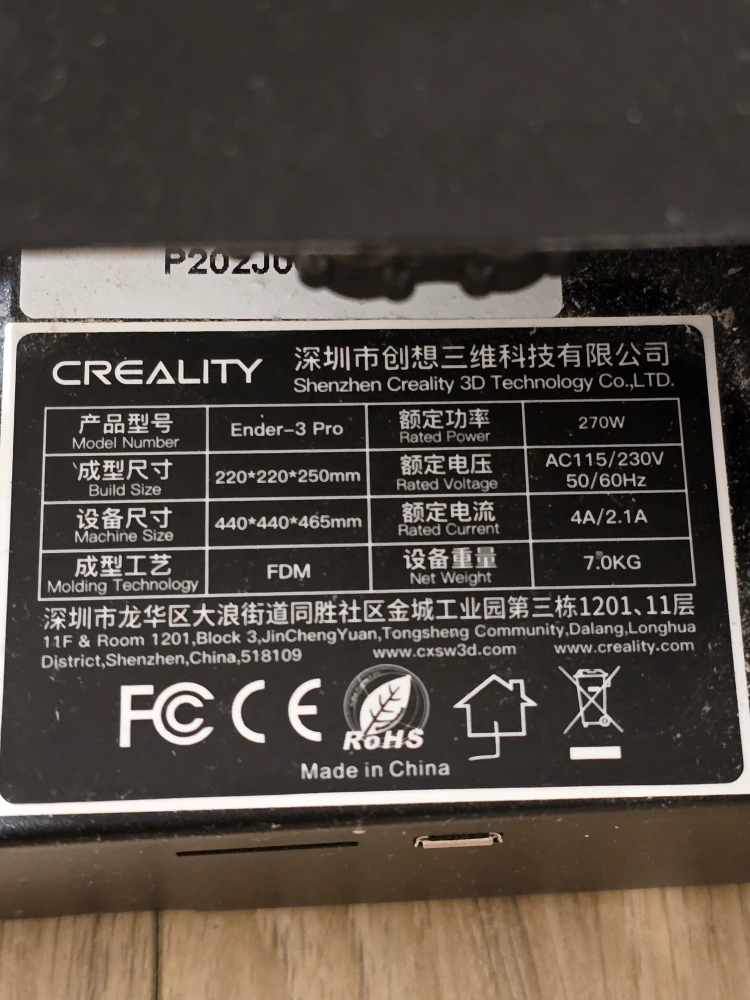 P202J0
CREALITY 深圳市创想三维科技有限公司
Shenzhen Creality 3D Technology Co.,LTD.
产品型号 Ender-3 Pro 额定功率 270W
Model Number Rated Power
成型尺寸 220*220*250mm 额定电压 AC115/230V
Build Size Rated Voltage 50/60Hz
设备尺寸 440*440*465mm 额定电流 4A/2.1A
Machine Size Rated Current
成型工艺 FDM 设备重量 7.0KG
Molding Technology Net Weight
深圳市龙华区大浪街道同胜社区金城工业园第三栋1201、11层
11F & Room 1201,Block 3,JinChengYuan,Tongsheng Community,Dalang,Longhua
District,Shenzhen,China,518109 www.cxsw3d.com www.creality.com
FC CE RoHS
Made in China